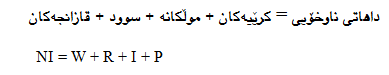 داهاتی ناوخۆیی = کرێیەکان + موڵکانە + سوود + قازانجەکان
NI = W + R + I + P